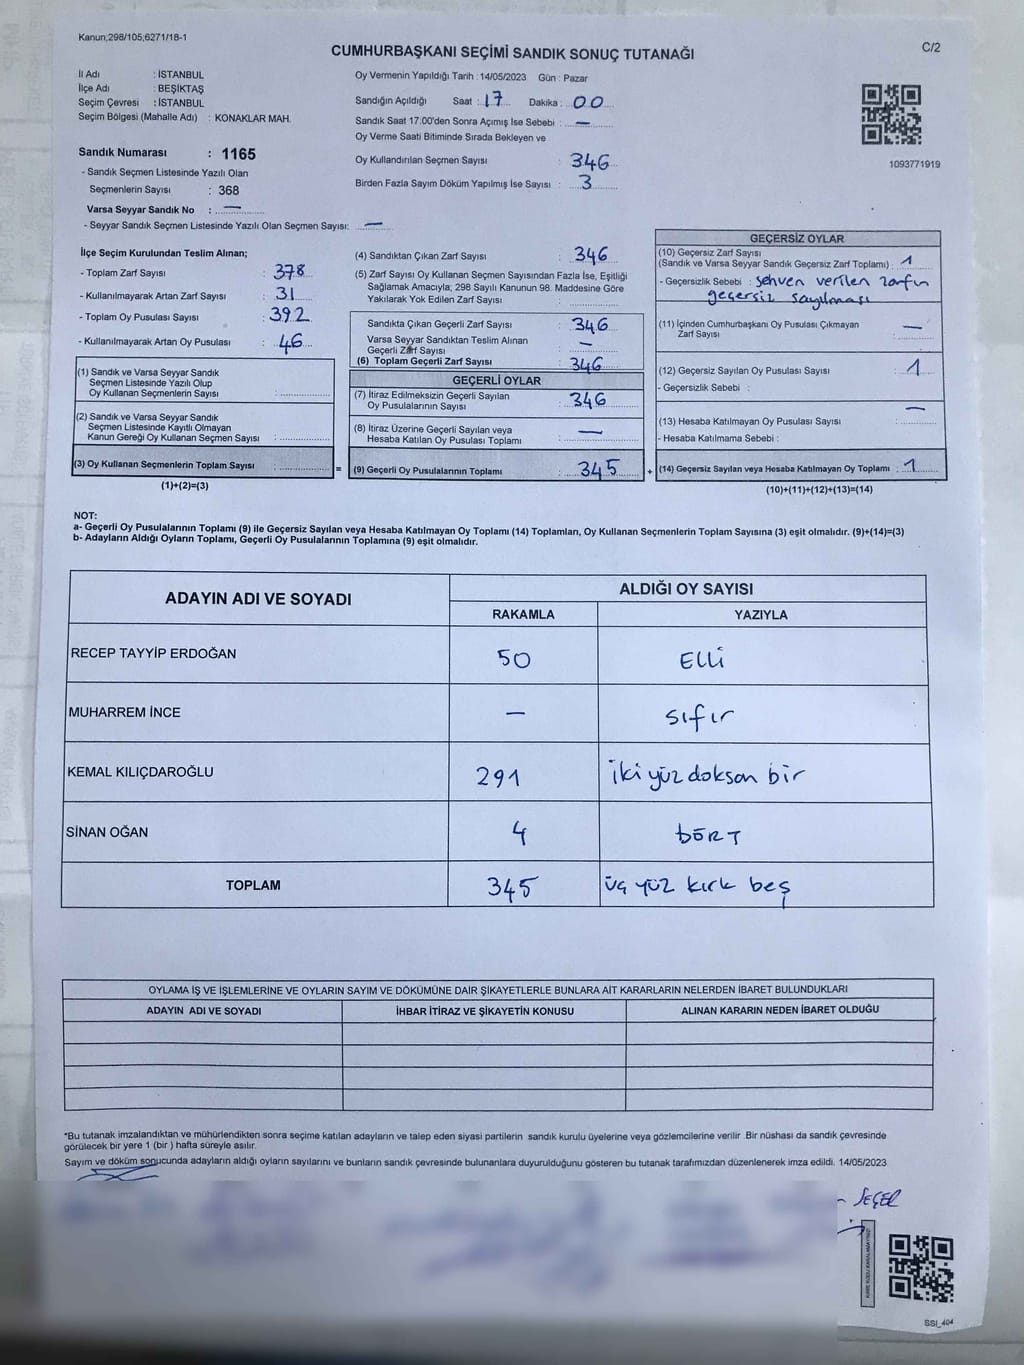 Kanun;298/105;6271/18-1
C/2
CUMHURBAŞKANI SEÇİMİ SANDIK SONUÇ TUTANAĞI
İl Adı : İSTANBUL
İlçe Adı : BEŞİKTAŞ
Seçim Çevresi : İSTANBUL
Seçim Bölgesi (Mahalle Adı) : KONAKLAR MAH.
Sandık Numarası : 1165
- Sandık Seçmen Listesinde Yazılı Olan
Seçmenlerin Sayısı : 368
Varsa Seyyar Sandık No : —
- Seyyar Sandık Seçmen Listesinde Yazılı Olan Seçmen Sayısı: —
Oy Vermenin Yapıldığı Tarih : 14/05/2023 Gün : Pazar
Sandığın Açıldığı Saat : 17 Dakika : 00
Sandık Saat 17.00'den Sonra Açımış İse Sebebi : —
Oy Verme Saati Bitiminde Sırada Bekleyen ve
Oy Kullandırılan Seçmen Sayısı : 346
Birden Fazla Sayım Döküm Yapılmış İse Sayısı : 3
1093771919
İlçe Seçim Kurulundan Teslim Alınan;
- Toplam Zarf Sayısı : 378
- Kullanılmayarak Artan Zarf Sayısı : 31
- Toplam Oy Pusulası Sayısı : 392
- Kullanılmayarak Artan Oy Pusulası : 46
(1) Sandık ve Varsa Seyyar Sandık
Seçmen Listesinde Yazılı Olup
Oy Kullanan Seçmenlerin Sayısı :
(2) Sandık ve Varsa Seyyar Sandık
Seçmen Listesinde Kayıtlı Olmayan
Kanun Gereği Oy Kullanan Seçmen Sayısı :
(3) Oy Kullanan Seçmenlerin Toplam Sayısı :
(1)+(2)=(3)
=
(4) Sandıktan Çıkan Zarf Sayısı : 346
(5) Zarf Sayısı Oy Kullanan Seçmen Sayısından Fazla İse, Eşitliği
Sağlamak Amacıyla; 298 Sayılı Kanunun 98. Maddesine Göre
Yakılarak Yok Edilen Zarf Sayısı :
Sandıkta Çıkan Geçerli Zarf Sayısı : 346
Varsa Seyyar Sandıktan Teslim Alınan
Geçerli Zarf Sayısı : —
(6) Toplam Geçerli Zarf Sayısı : 346
GEÇERLİ OYLAR
(7) İtiraz Edilmeksizin Geçerli Sayılan
Oy Pusulalarının Sayısı : 346
(8) İtiraz Üzerine Geçerli Sayılan veya
Hesaba Katılan Oy Pusulası Toplamı : —
(9) Geçerli Oy Pusulalarının Toplamı : 345
+
GEÇERSİZ OYLAR
(10) Geçersiz Zarf Sayısı
(Sandık ve Varsa Seyyar Sandık Geçersiz Zarf Toplamı) : 1
- Geçersizlik Sebebi : sehven verilen zarfın
geçersiz sayılması
(11) İçinden Cumhurbaşkanı Oy Pusulası Çıkmayan
Zarf Sayısı : —
(12) Geçersiz Sayılan Oy Pusulası Sayısı : 1
- Geçersizlik Sebebi :
(13) Hesaba Katılmayan Oy Pusulası Sayısı : —
- Hesaba Katılmama Sebebi :
(14) Geçersiz Sayılan veya Hesaba Katılmayan Oy Toplamı : 1
(10)+(11)+(12)+(13)=(14)
NOT:
a- Geçerli Oy Pusulalarının Toplamı (9) ile Geçersiz Sayılan veya Hesaba Katılmayan Oy Toplamı (14) Toplamları, Oy Kullanan Seçmenlerin Toplam Sayısına (3) eşit olmalıdır. (9)+(14)=(3)
b- Adayların Aldığı Oyların Toplamı, Geçerli Oy Pusulalarının Toplamına (9) eşit olmalıdır.
ADAYIN ADI VE SOYADI ALDIĞI OY SAYISI
RAKAMLA YAZIYLA
RECEP TAYYİP ERDOĞAN 50 Elli
MUHARREM İNCE — sıfır
KEMAL KILIÇDAROĞLU 291 iki yüz doksan bir
SİNAN OĞAN 4 DÖRT
TOPLAM 345 üç yüz kırk beş
OYLAMA İŞ VE İŞLEMLERİNE VE OYLARIN SAYIM VE DÖKÜMÜNE DAİR ŞİKAYETLERLE BUNLARA AİT KARARLARIN NELERDEN İBARET BULUNDUKLARI
ADAYIN ADI VE SOYADI İHBAR İTİRAZ VE ŞİKAYETİN KONUSU ALINAN KARARIN NEDEN İBARET OLDUĞU
*Bu tutanak imzalandıktan ve mühürlendikten sonra seçime katılan adayların ve talep eden siyasi partilerin sandık kurulu üyelerine veya gözlemcilerine verilir .Bir nüshası da sandık çevresinde
görülecek bir yere 1 (bir ) hafta süreyle asılır.
Sayım ve döküm sonucunda adayların aldığı oyların sayılarını ve bunların sandık çevresinde bulunanlara duyurulduğunu gösteren bu tutanak tarafımızdan düzenlenerek imza edildi. 14/05/2023
SEÇER
SSI_404